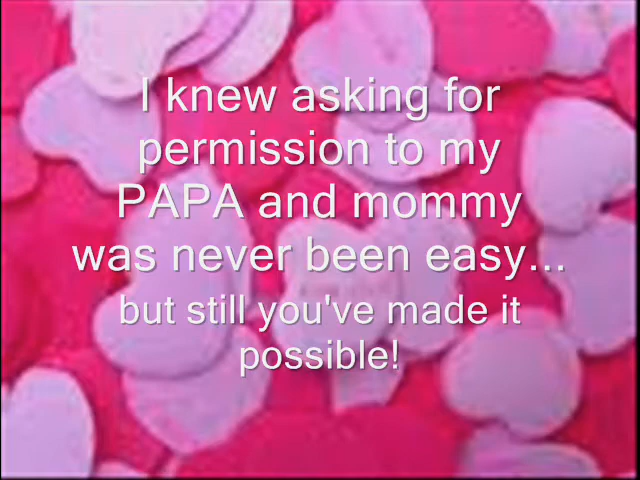 I knew asking for
permission to my
PAPA and mommy
was never been easy...
but still you've made it
possible!